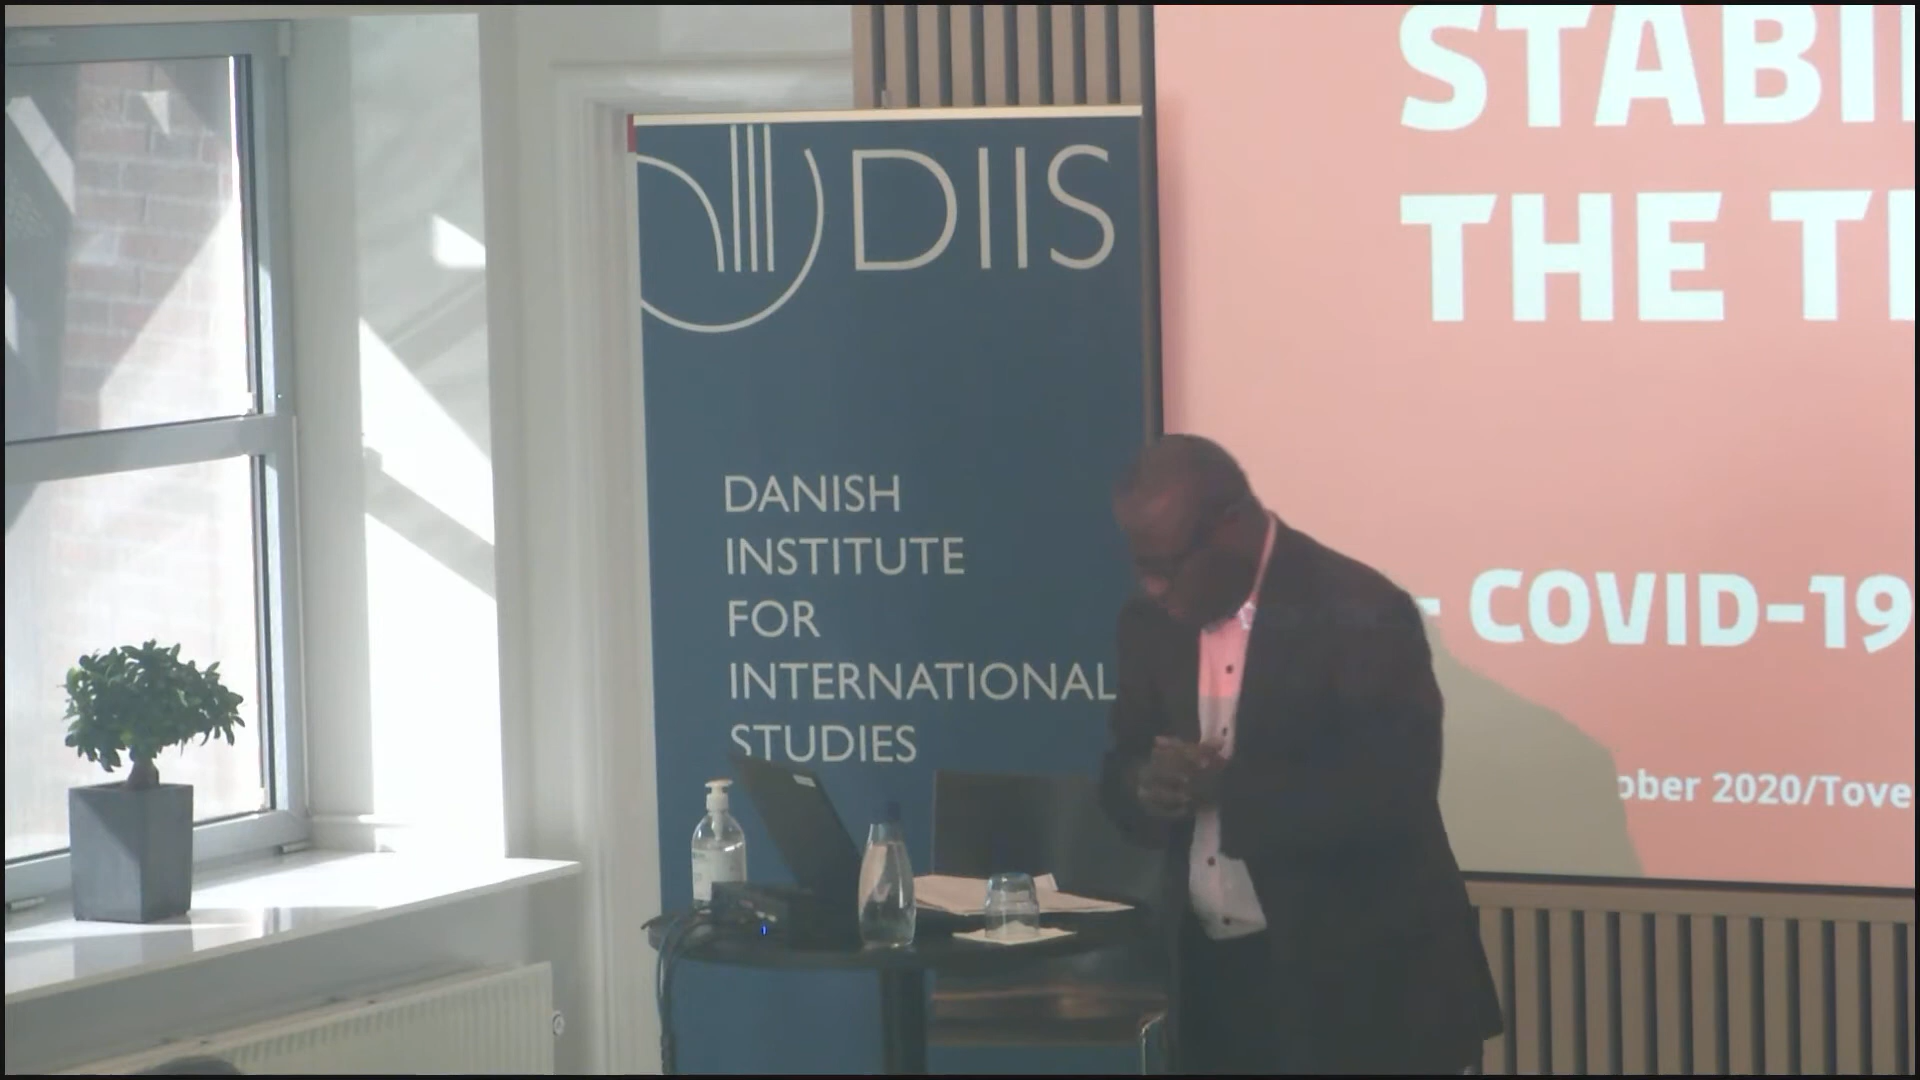 DIIS
DANISH
INSTITUTE
FOR
INTERNATIONAL
STUDIES
STABI
THE T
- COVID-19
ober 2020/Tove